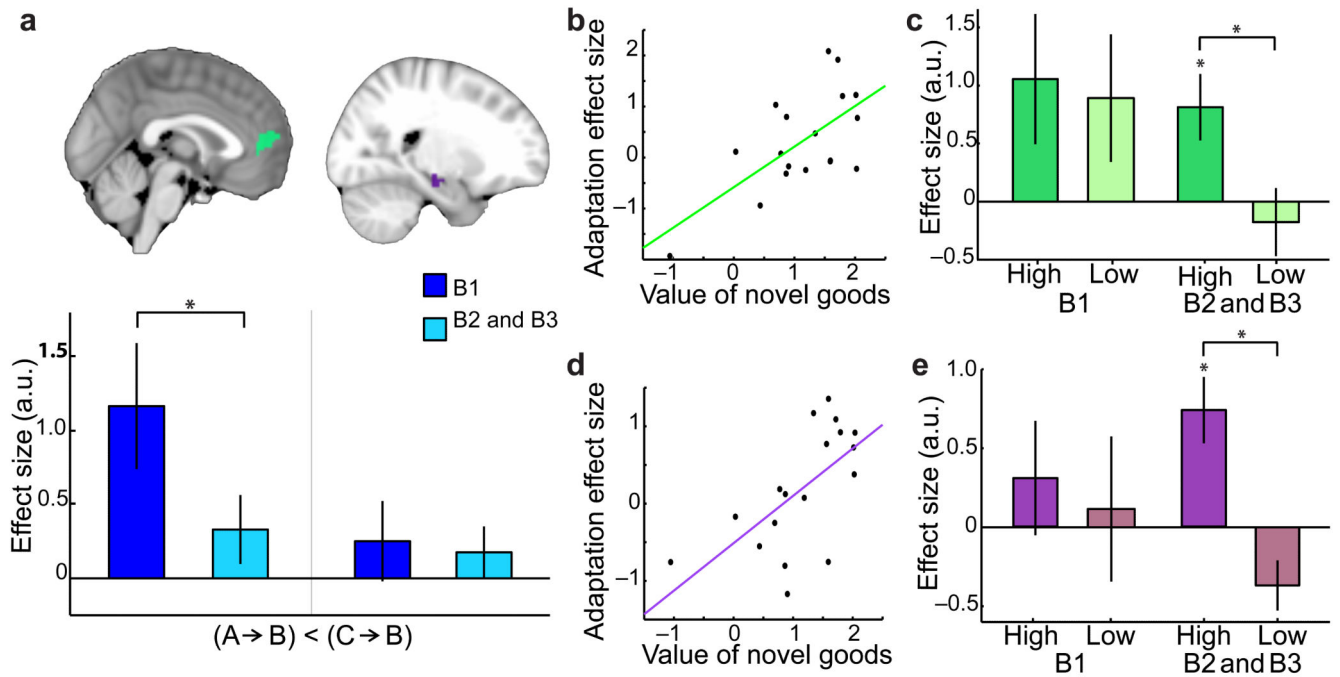 a
B1
B2 and B3
*
Effect size (a.u.)
1.5
1.0
0.5
0
(A→B) < (C→B)
b
Adaptation effect size
2
1
0
−1
−1 0 1 2
Value of novel goods
c
Effect size (a.u.)
1.5
1.0
0.5
0
−0.5
*
*
High Low High Low
B1 B2 and B3
d
Adaptation effect size
1
0
−1
−1 0 1 2
Value of novel goods
e
Effect size (a.u.)
1.0
0.5
0
−0.5
*
*
High Low High Low
B1 B2 and B3